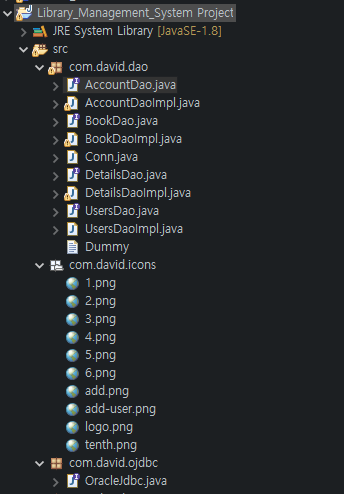 Library_Management_System Project
JRE System Library [JavaSE-1.8]
src
com.david.dao
AccountDao.java
AccountDaoImpl.java
BookDao.java
BookDaoImpl.java
Conn.java
DetailsDao.java
DetailsDaoImpl.java
UsersDao.java
UsersDaoImpl.java
Dummy
com.david.icons
1.png
2.png
3.png
4.png
5.png
6.png
add.png
add-user.png
logo.png
tenth.png
com.david.ojdbc
OracleJdbc.java